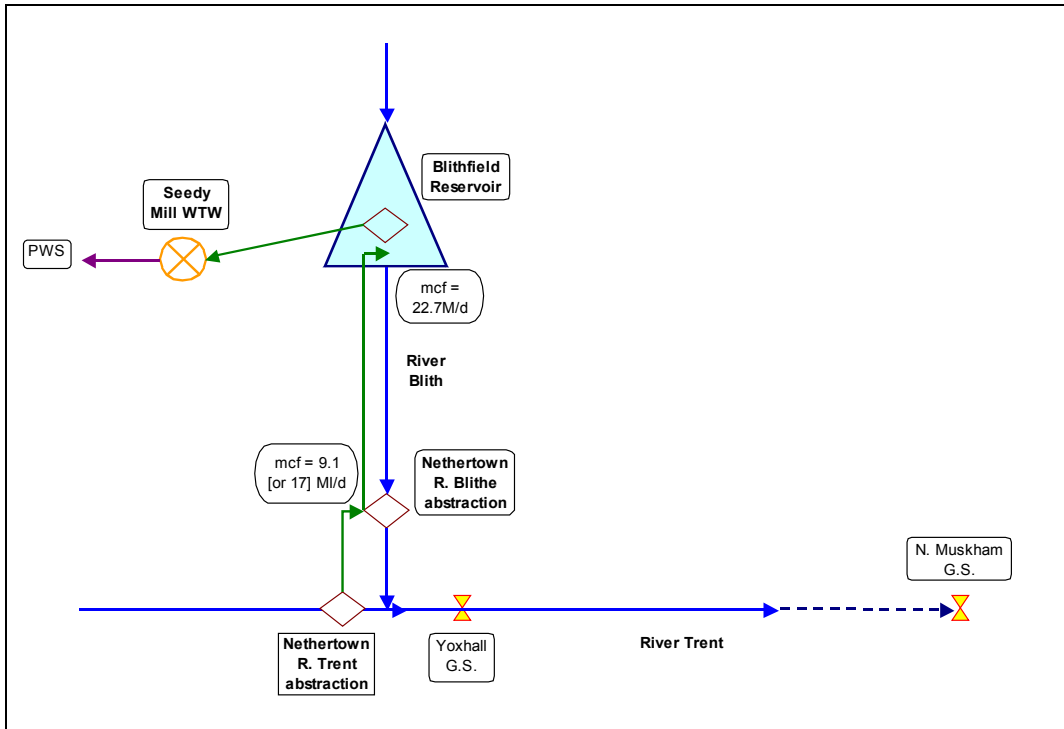 Blithfield
Reservoir
Seedy
Mill WTW
PWS
mcf =
22.7M/d
River
Blith
mcf = 9.1
[or 17] Ml/d
Nethertown
R. Blithe
abstraction
N. Muskham
G.S.
Nethertown
R. Trent
abstraction
Yoxhall
G.S.
River Trent